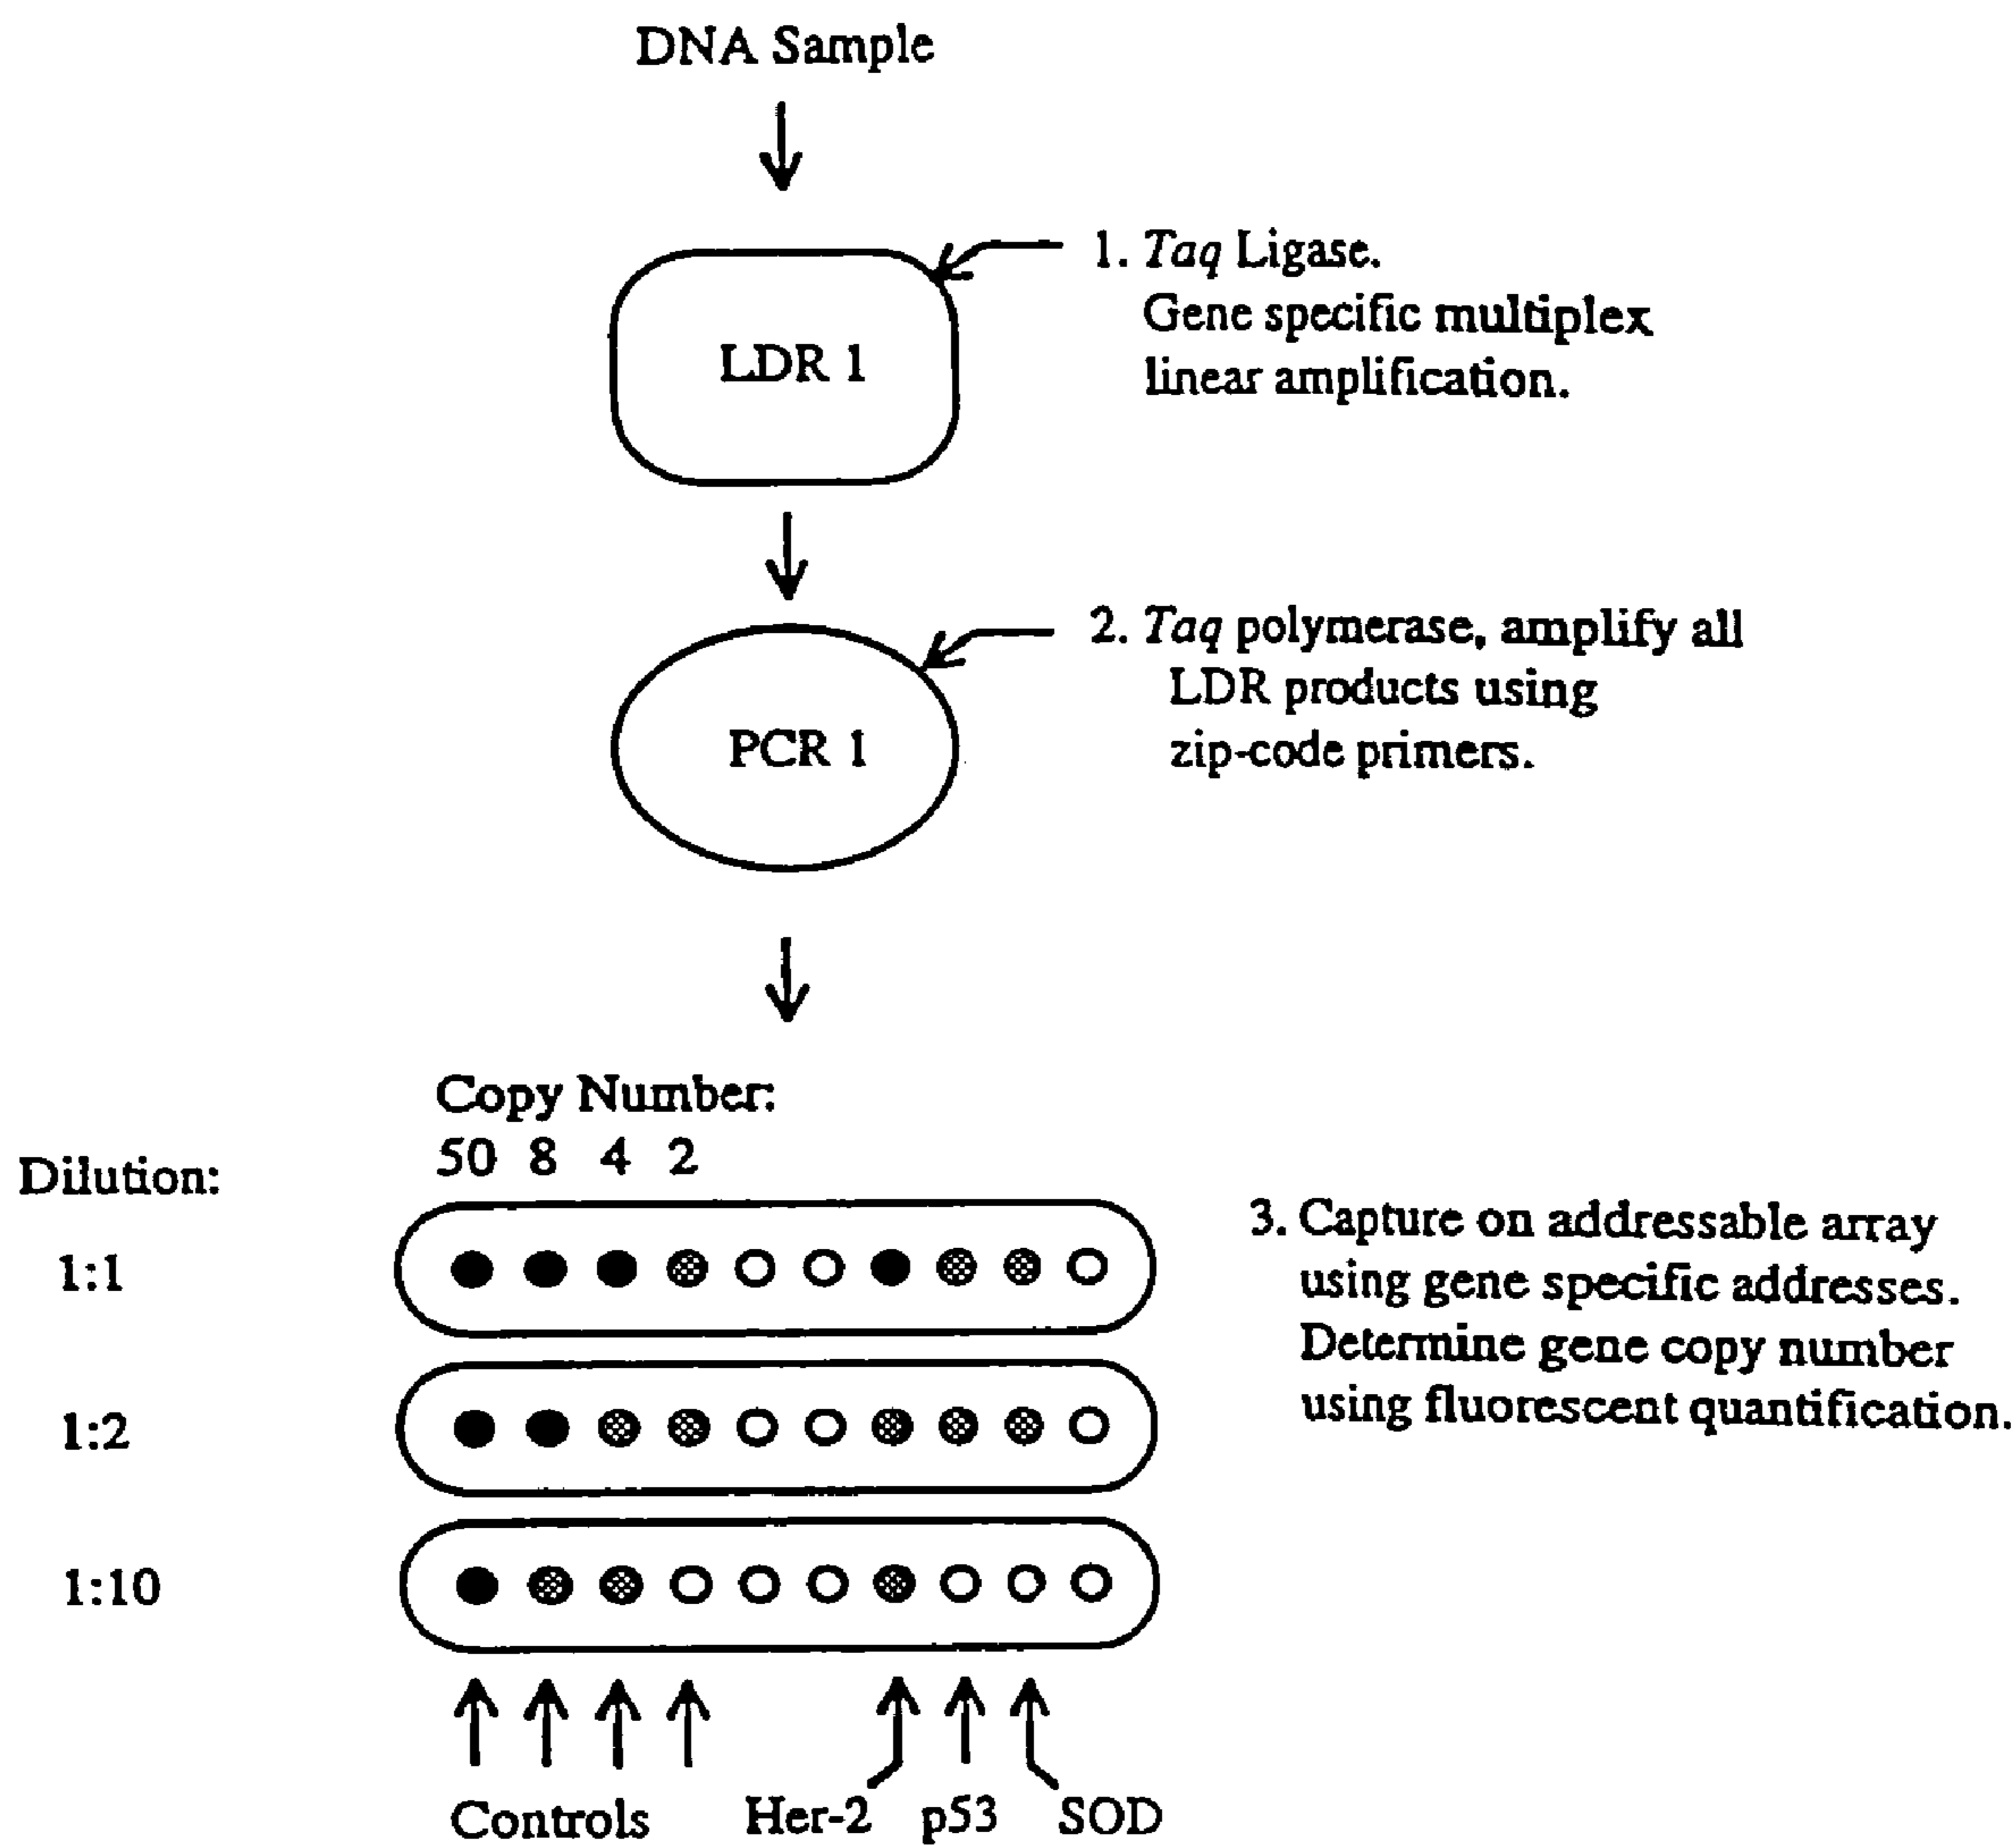 DNA Sample
1. Taq Ligase.
Gene specific multiplex
linear amplification.
LDR 1
2. Taq polymerase, amplify all
LDR products using
zip-code primers.
PCR 1
Copy Number:
50 8 4 2
Dilution:
1:1
3. Capture on addressable array
using gene specific addresses.
Determine gene copy number
using fluorescent quantification.
1:2
1:10
Controls Her-2 p53 SOD